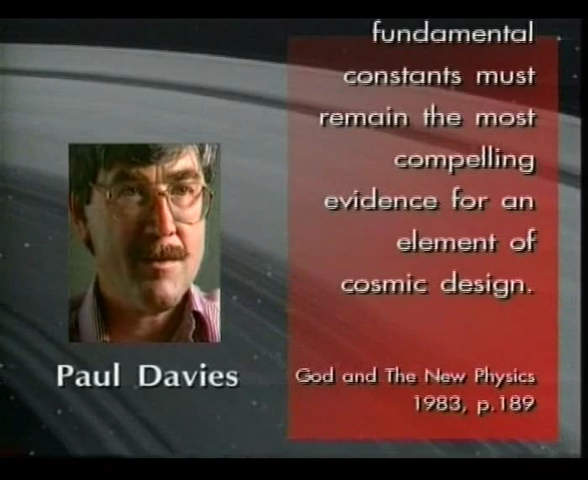 fundamental
constants must
remain the most
compelling
evidence for an
element of
cosmic design.
God and The New Physics
1983, p.189
Paul Davies